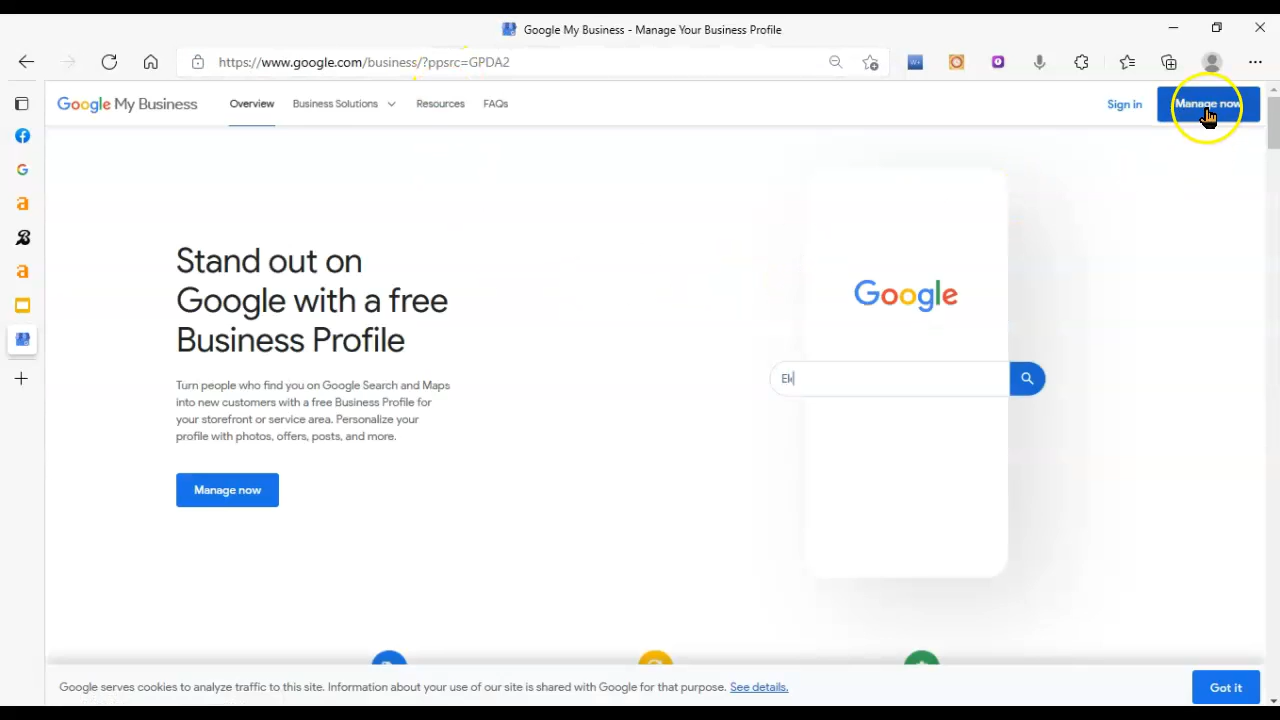 Google My Business - Manage Your Business Profile
https://www.google.com/business/?ppsrc=GPDA2
Google My Business
Overview
Business Solutions
Resources
FAQs
Sign in
Manage now
Stand out on
Google with a free
Business Profile
Turn people who find you on Google Search and Maps
into new customers with a free Business Profile for
your storefront or service area. Personalize your
profile with photos, offers, posts, and more.
Manage now
Google
Ek
Google serves cookies to analyze traffic to this site. Information about your use of our site is shared with Google for that purpose. See details.
Got it